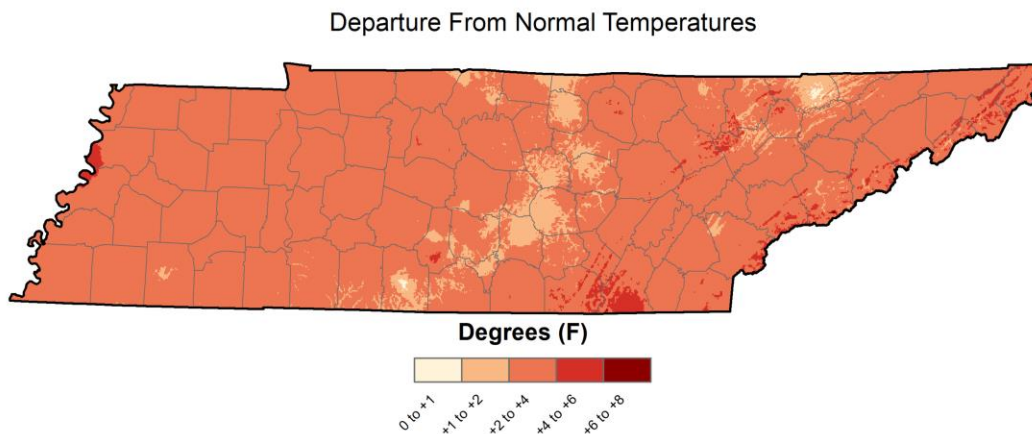 Departure From Normal Temperatures
Degrees (F)
0 to +1
+1 to +2
+2 to +4
+4 to +6
+6 to +8